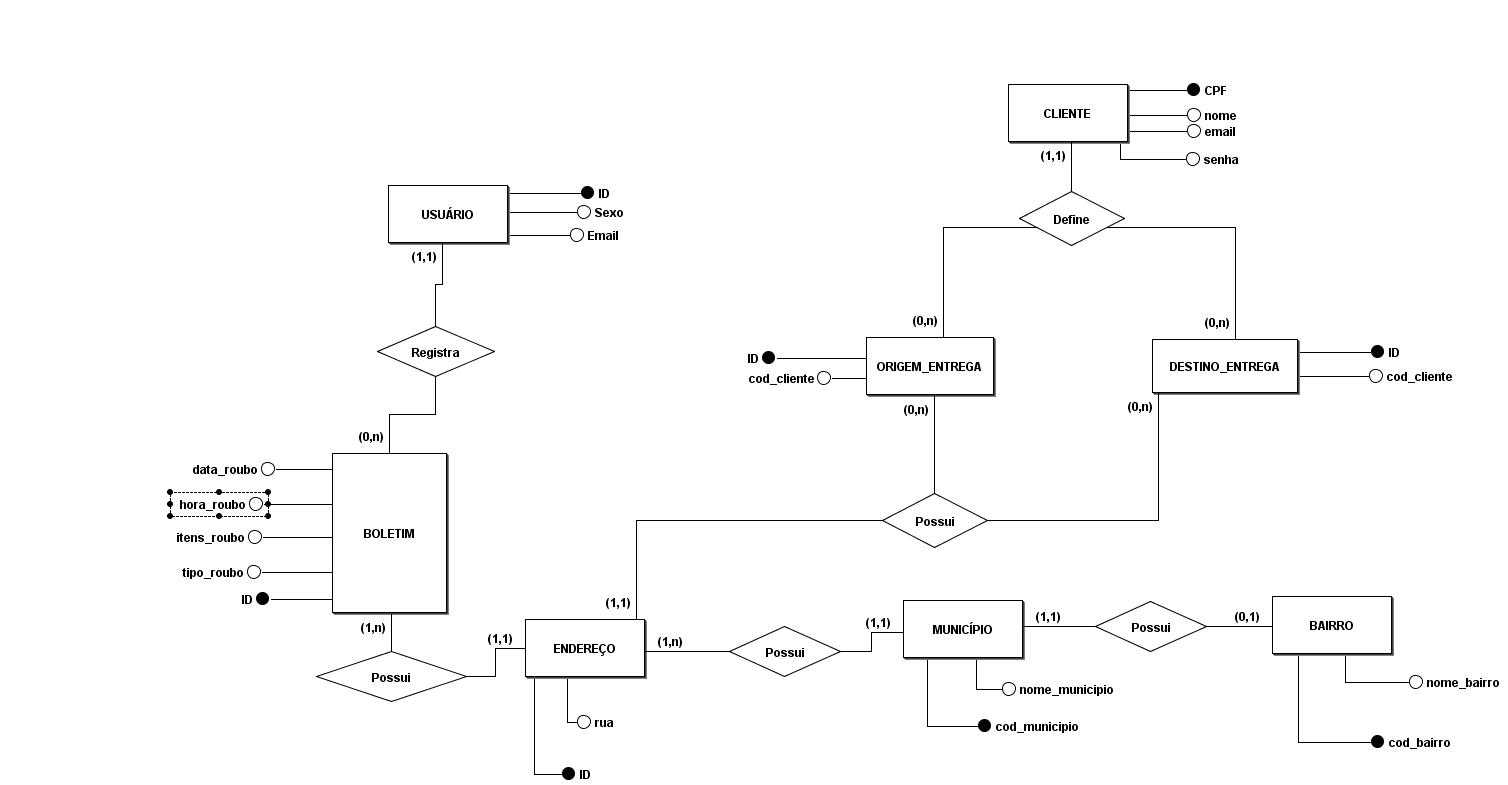 CPF
CLIENTE
nome
email
(1,1)
senha
ID
USUÁRIO
Sexo
Email
Define
(1,1)
(0,n)
(0,n)
Registra
ID
ORIGEM_ENTREGA
cod_cliente
DESTINO_ENTREGA
ID
cod_cliente
(0,n)
(0,n)
(0,n)
data_roubo
hora_roubo
itens_roubo
tipo_roubo
ID
BOLETIM
Possui
(1,1)
(1,n)
Possui
(1,1)
ENDEREÇO
(1,n)
Possui
(1,1)
MUNICÍPIO
(1,1)
Possui
(0,1)
BAIRRO
rua
ID
nome_municipio
cod_municipio
nome_bairro
cod_bairro